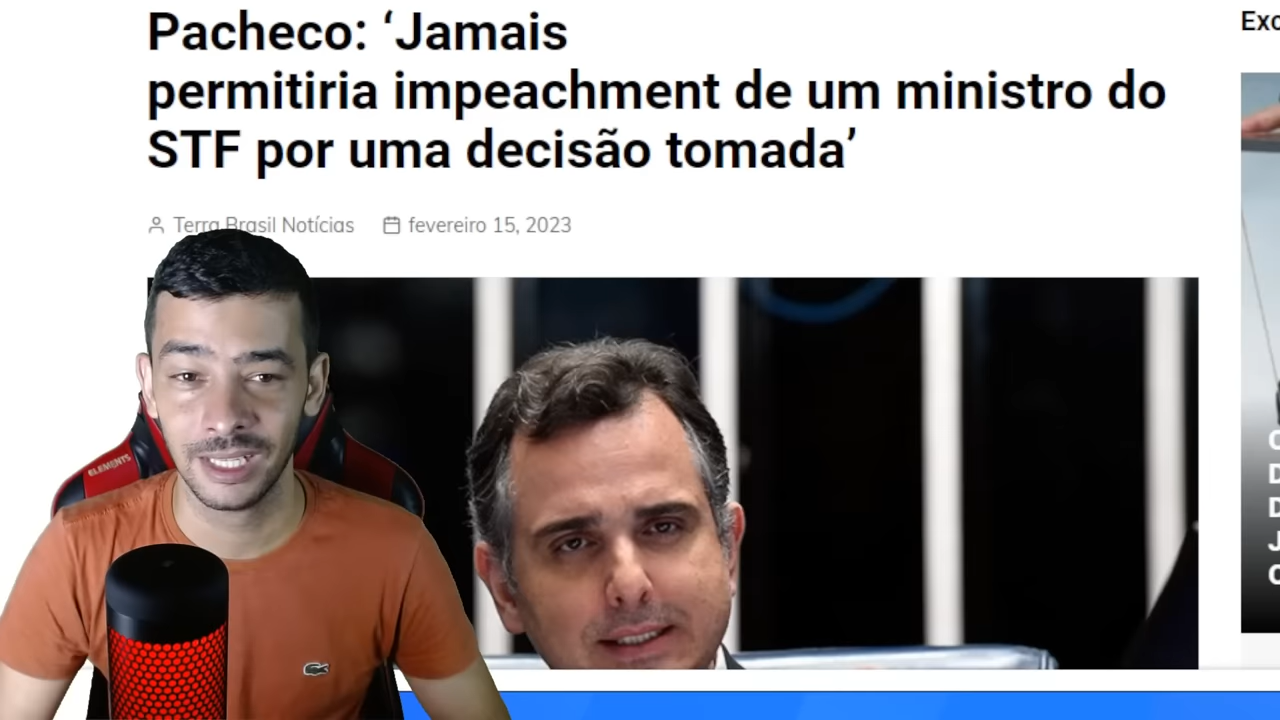 Pacheco: ‘Jamais
permitiria impeachment de um ministro do
STF por uma decisão tomada’
Terra Brasil Notícias fevereiro 15, 2023
ELEMENTS